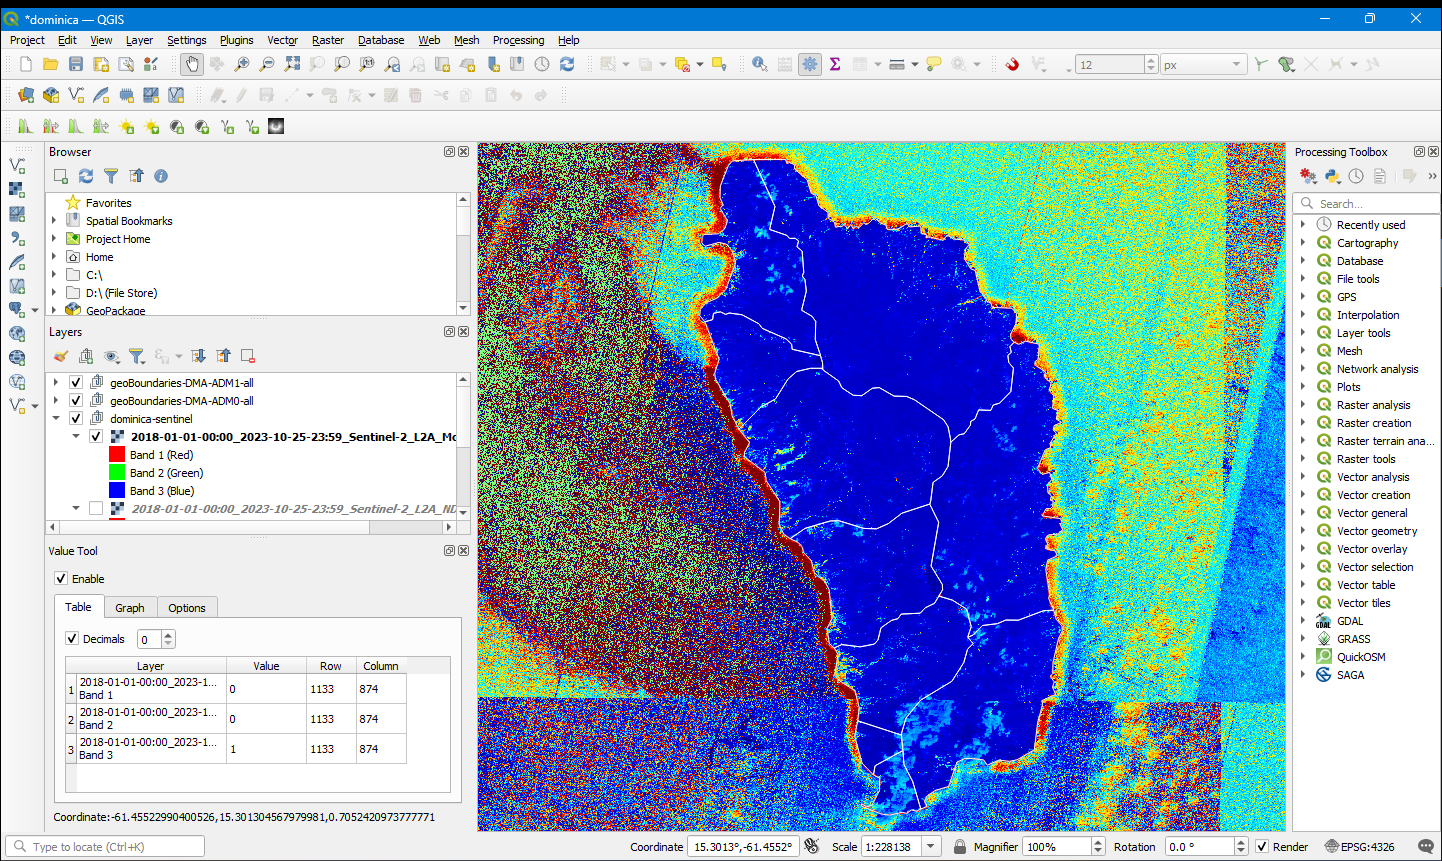 *dominica — QGIS
Project Edit View Layer Settings Plugins Vector Raster Database Web Mesh Processing Help
12 px
Browser
Favorites
Spatial Bookmarks
Project Home
Home
C:\
D:\ (File Store)
GeoPackage
Layers
geoBoundaries-DMA-ADM1-all
geoBoundaries-DMA-ADM0-all
dominica-sentinel
2018-01-01-00:00_2023-10-25-23:59_Sentinel-2_L2A_Mo
Band 1 (Red)
Band 2 (Green)
Band 3 (Blue)
2018-01-01-00:00_2023-10-25-23:59_Sentinel-2_L2A_ND
Value Tool
Enable
Table Graph Options
Decimals 0
Layer Value Row Column
1 2018-01-01-00:00_2023-1... Band 1 0 1133 874
2 2018-01-01-00:00_2023-1... Band 2 0 1133 874
3 2018-01-01-00:00_2023-1... Band 3 1 1133 874
Coordinate:-61.45522990400526,15.301304567979981,0.7052420973777771
Processing Toolbox
Search...
Recently used
Cartography
Database
File tools
GPS
Interpolation
Layer tools
Mesh
Network analysis
Plots
Raster analysis
Raster creation
Raster terrain ana...
Raster tools
Vector analysis
Vector creation
Vector general
Vector geometry
Vector overlay
Vector selection
Vector table
Vector tiles
GDAL
GRASS
QuickOSM
SAGA
Type to locate (Ctrl+K)
Coordinate 15.3013°,-61.4552° Scale 1:228138 Magnifier 100% Rotation 0.0 ° Render EPSG:4326